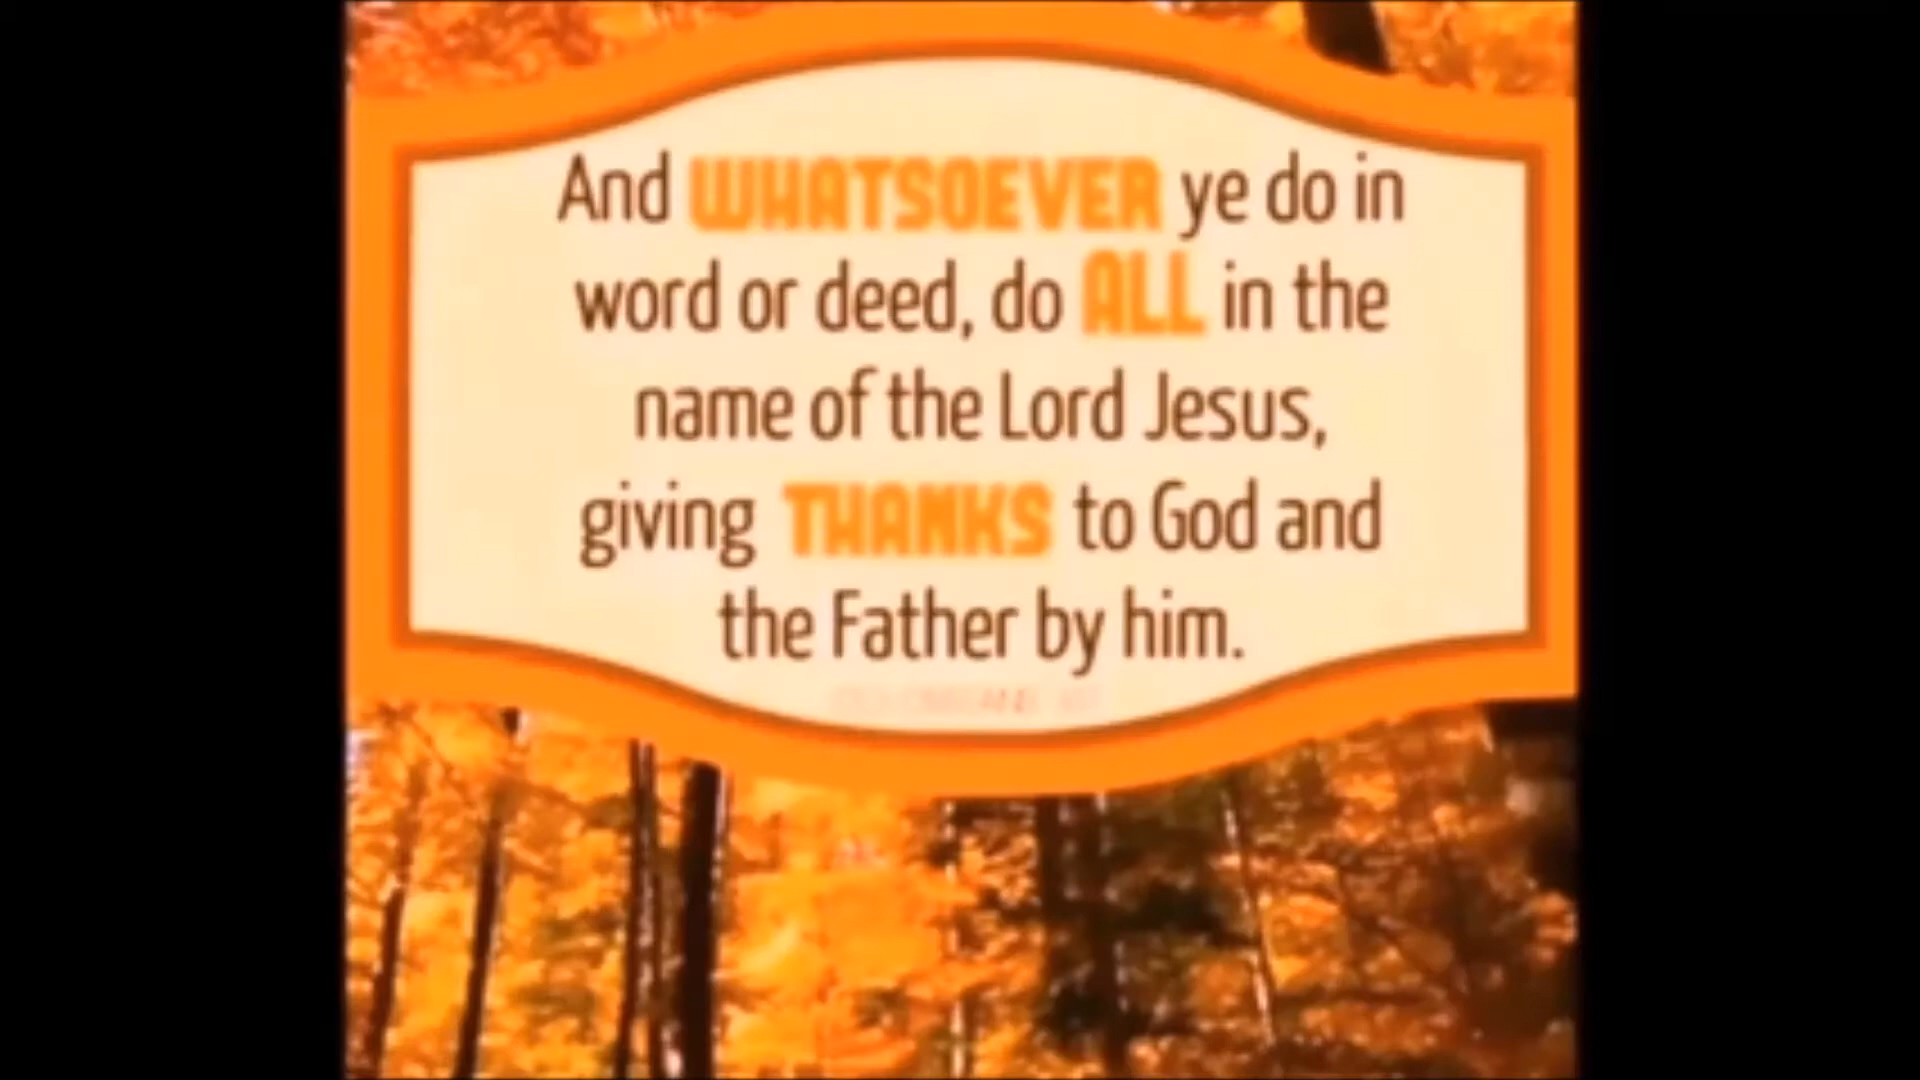 And WHATSOEVER ye do in
word or deed, do ALL in the
name of the Lord Jesus,
giving THANKS to God and
the Father by him.